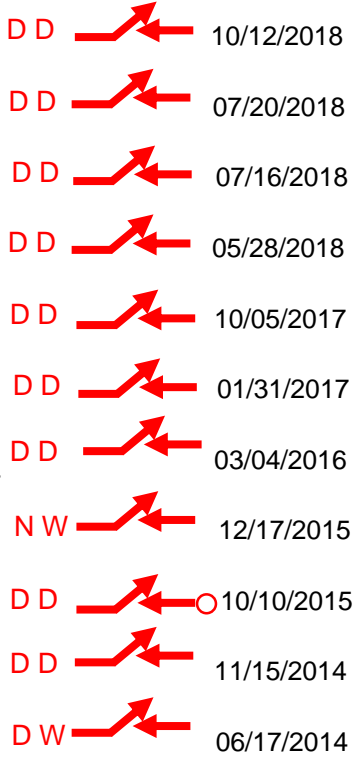 D D 10/12/2018
D D 07/20/2018
D D 07/16/2018
D D 05/28/2018
D D 10/05/2017
D D 01/31/2017
D D 03/04/2016
N W 12/17/2015
D D 10/10/2015
D D 11/15/2014
D W 06/17/2014